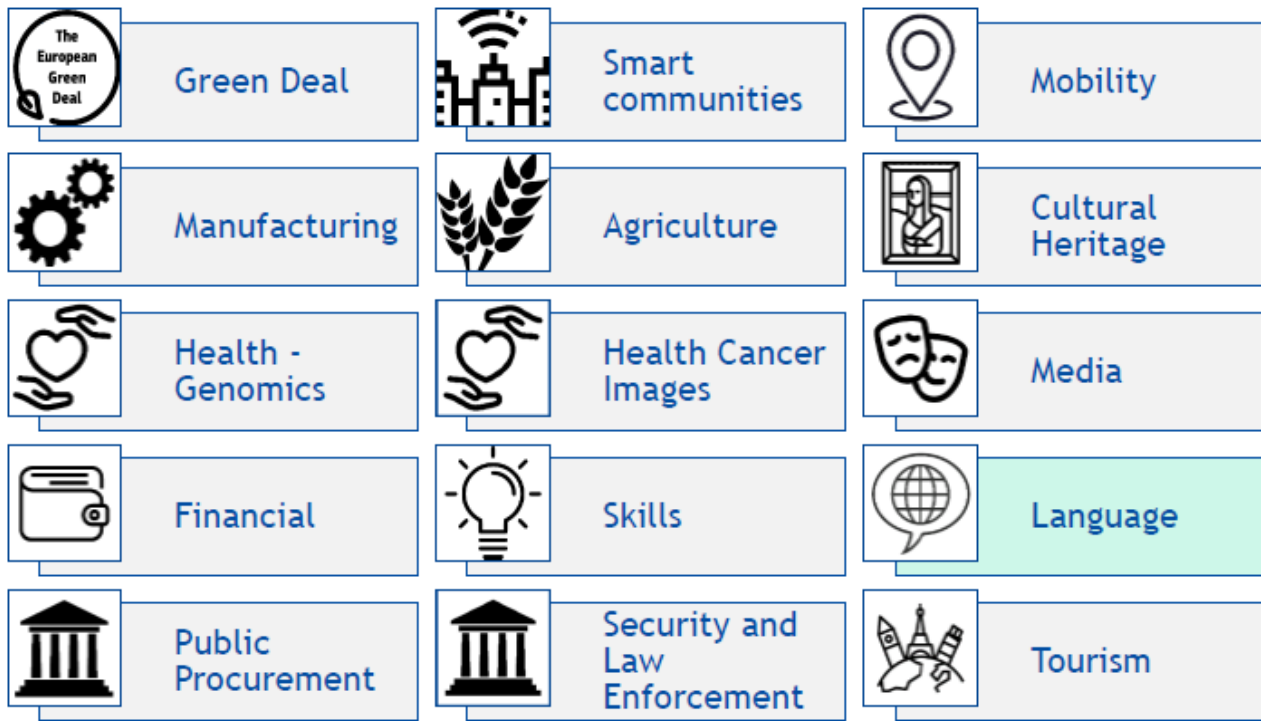 The
European
Green
Deal
Green Deal
Smart
communities
Mobility
Manufacturing
Agriculture
Cultural
Heritage
Health -
Genomics
Health Cancer
Images
Media
Financial
Skills
Language
Public
Procurement
Security and
Law
Enforcement
Tourism